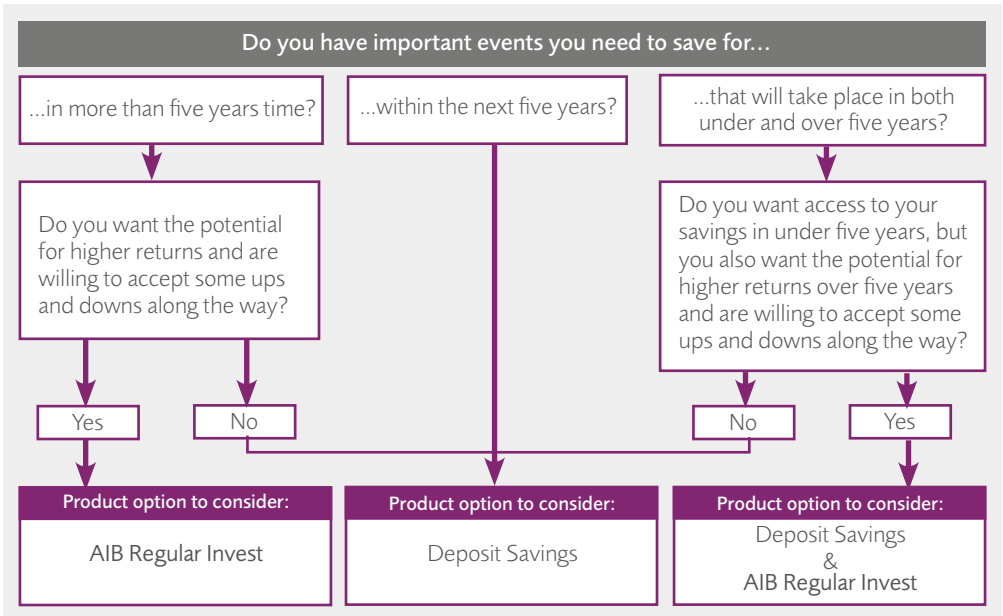 Do you have important events you need to save for...
...in more than five years time?
...within the next five years?
...that will take place in both
under and over five years?
Do you want the potential
for higher returns and are
willing to accept some ups
and downs along the way?
Do you want access to your
savings in under five years, but
you also want the potential for
higher returns over five years
and are willing to accept some
ups and downs along the way?
Yes
No
No
Yes
Product option to consider:
AIB Regular Invest
Product option to consider:
Deposit Savings
Product option to consider:
Deposit Savings
&
AIB Regular Invest